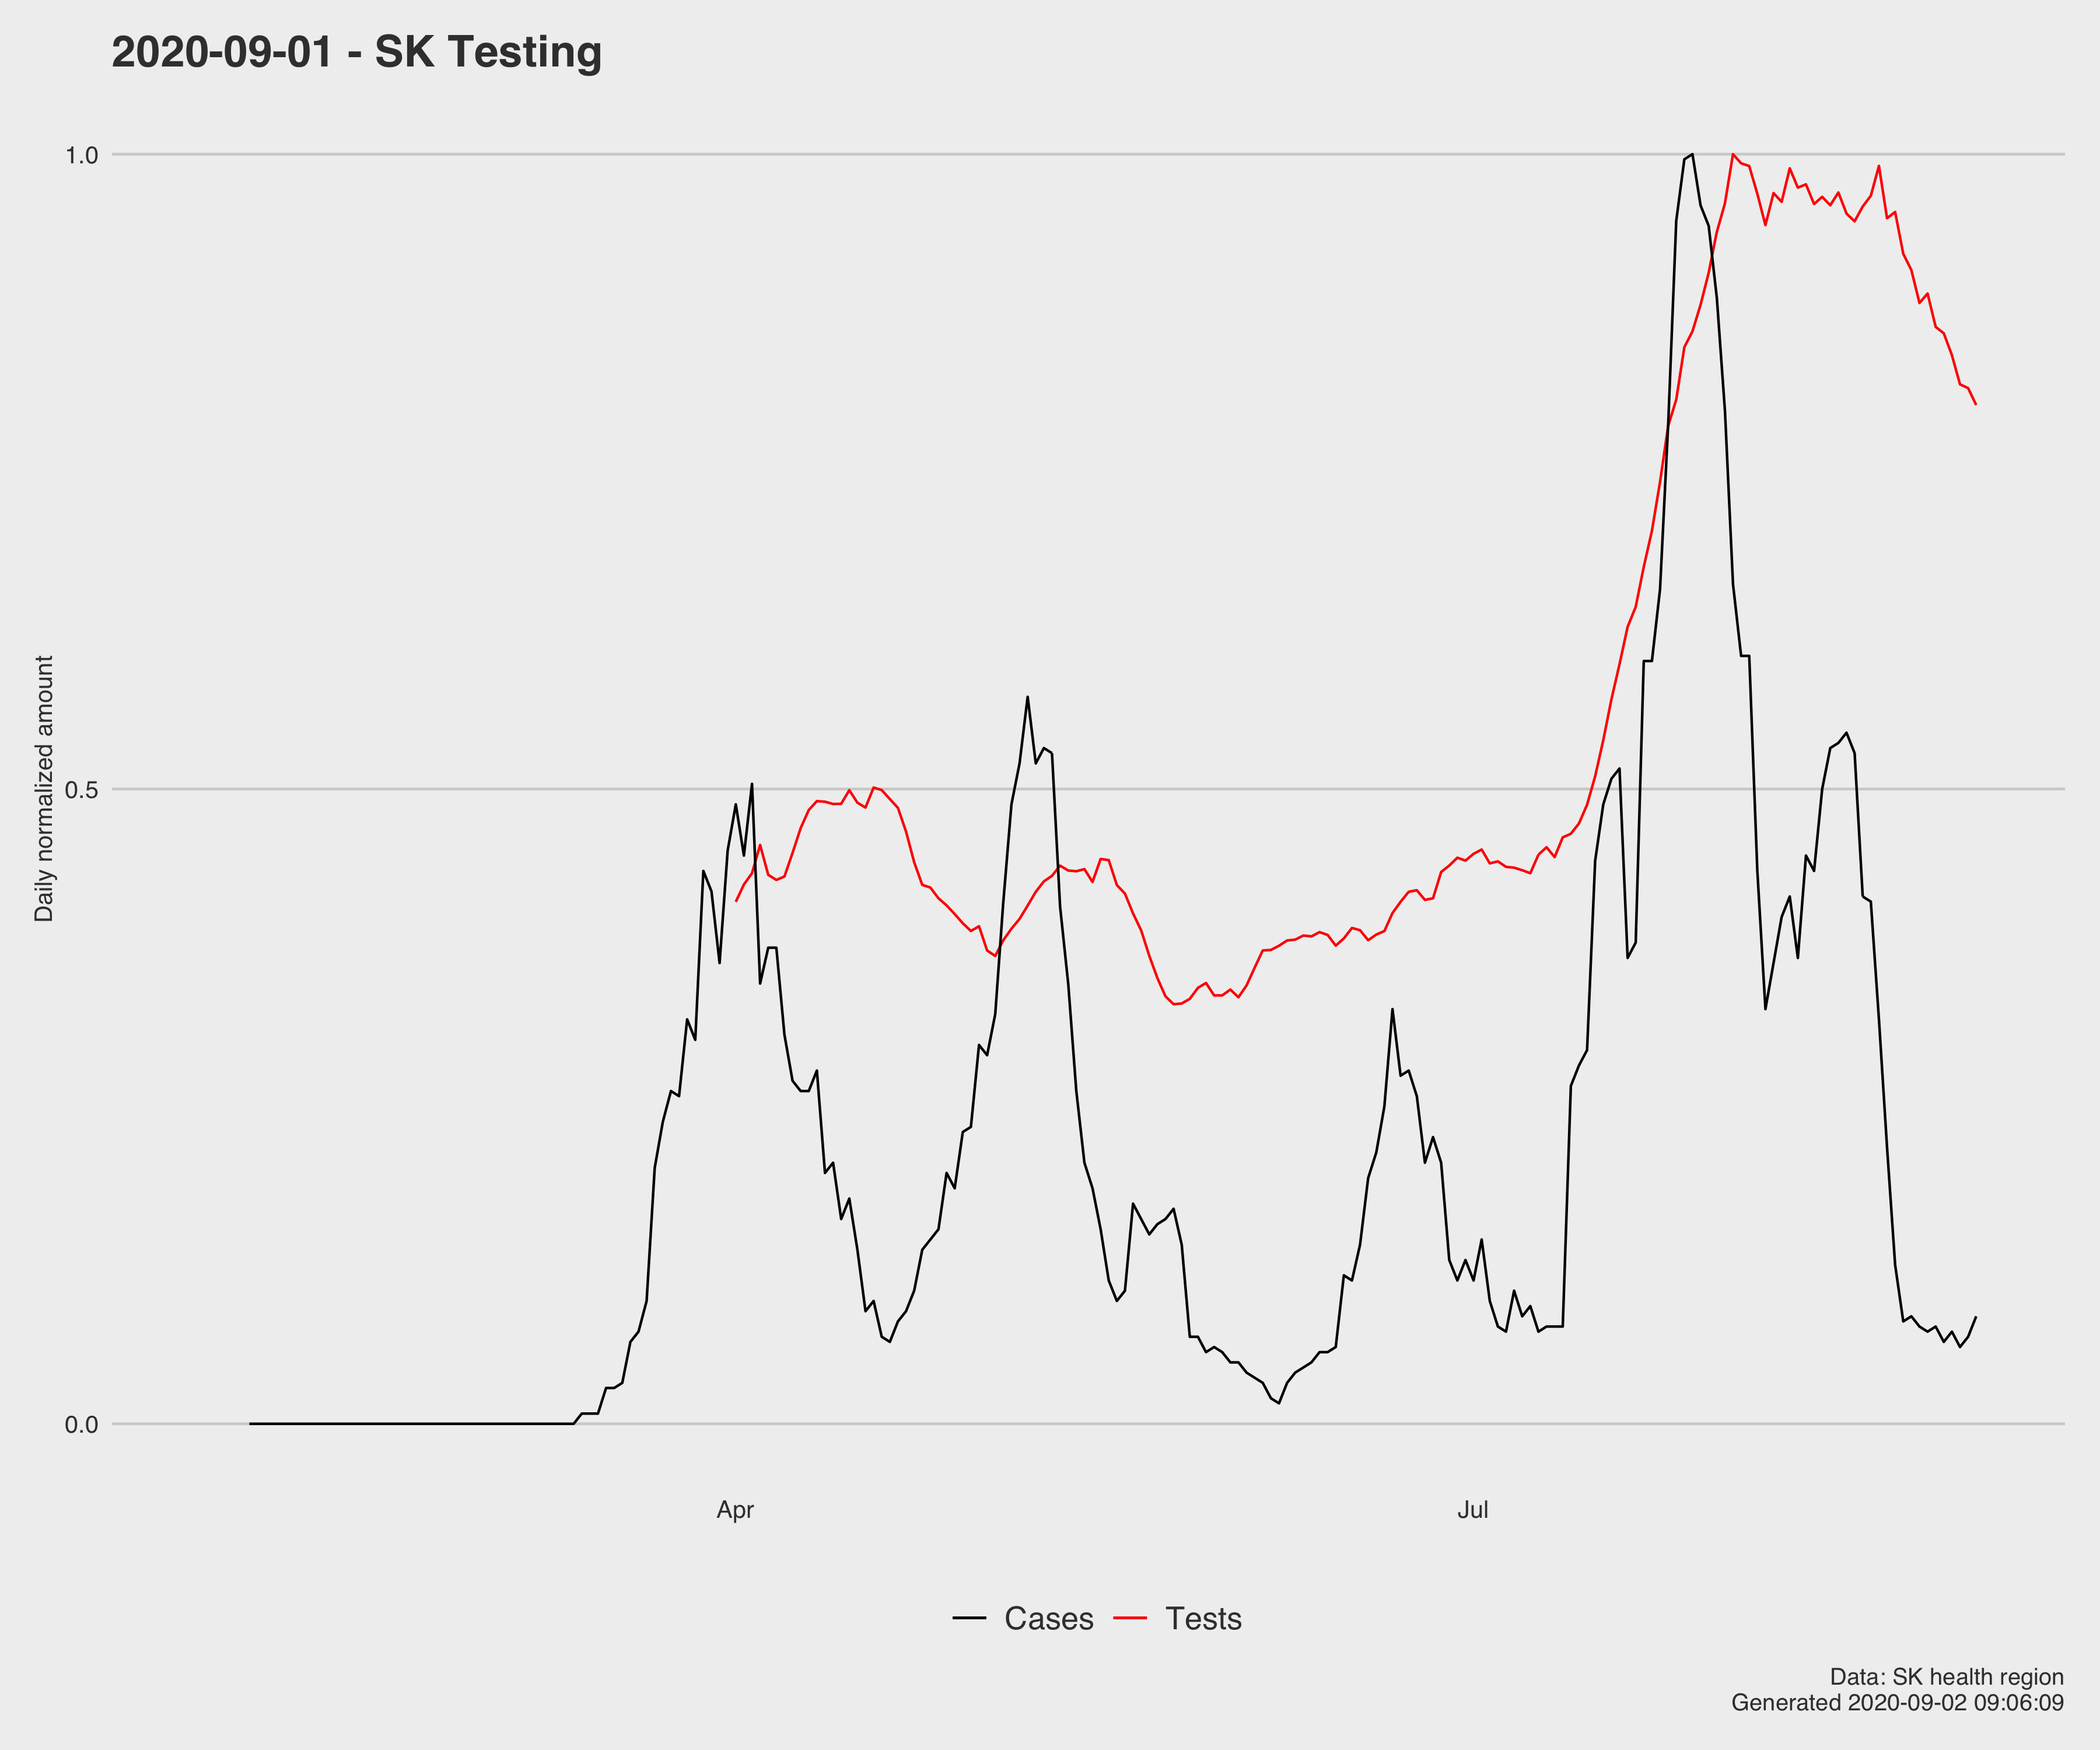 2020-09-01 - SK Testing
Daily normalized amount
1.0
0.5
0.0
Apr
Jul
Cases
Tests
Data: SK health region
Generated 2020-09-02 09:06:09